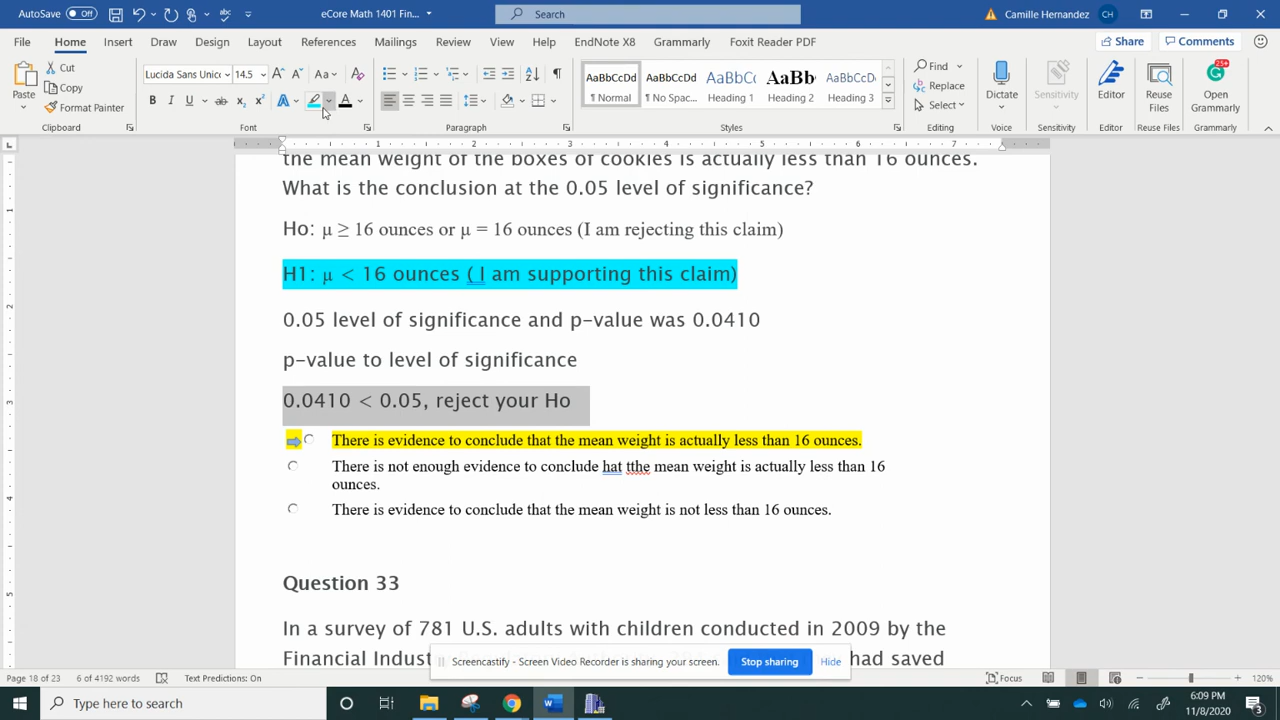 AutoSave Off
eCore Math 1401 Fin...
Search
Camille Hernandez CH
File Home Insert Draw Design Layout References Mailings Review View Help EndNote X8 Grammarly Foxit Reader PDF
Share Comments
Paste
Cut
Copy
Format Painter
Clipboard
Lucida Sans Unic 14.5
Font
Paragraph
AaBbCcDd AaBbCcDd AaBbCc AaBb AaBbCcD
¶ Normal ¶ No Spac... Heading 1 Heading 2 Heading 3
Styles
Find
Replace
Select
Editing
Dictate
Voice
Sensitivity
Sensitivity
Editor
Editor
Reuse
Files
Reuse Files
25+
Open
Grammarly
Grammarly
1 2 3 4 5 6 7
the mean weight of the boxes of cookies is actually less than 16 ounces.
What is the conclusion at the 0.05 level of significance?
Ho: μ ≥ 16 ounces or μ = 16 ounces (I am rejecting this claim)
H1: μ < 16 ounces ( I am supporting this claim)
0.05 level of significance and p-value was 0.0410
p-value to level of significance
0.0410 < 0.05, reject your Ho
There is evidence to conclude that the mean weight is actually less than 16 ounces.
There is not enough evidence to conclude hat tthe mean weight is actually less than 16
ounces.
There is evidence to conclude that the mean weight is not less than 16 ounces.
Question 33
In a survey of 781 U.S. adults with children conducted in 2009 by the
Financial Indust
had saved
Screencastify - Screen Video Recorder is sharing your screen. Stop sharing Hide
Page 18 of 23 6 of 4192 words Text Predictions: On
Focus
120%
Type here to search
6:09 PM
11/8/2020
3